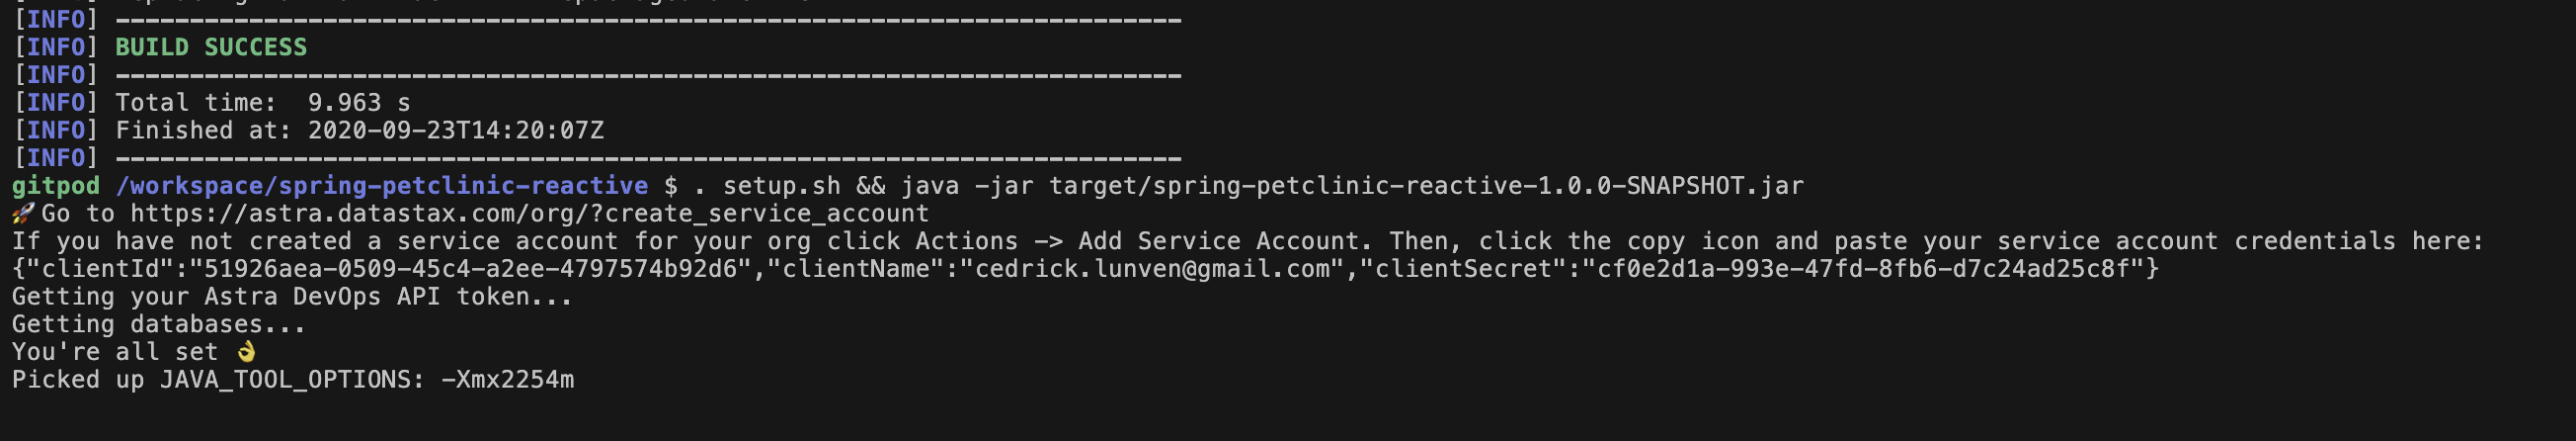 [INFO] ------------------------------------------------------------------------
[INFO] BUILD SUCCESS
[INFO] ------------------------------------------------------------------------
[INFO] Total time:  9.963 s
[INFO] Finished at: 2020-09-23T14:20:07Z
[INFO] ------------------------------------------------------------------------
gitpod /workspace/spring-petclinic-reactive $ . setup.sh && java -jar target/spring-petclinic-reactive-1.0.0-SNAPSHOT.jar
🚀Go to https://astra.datastax.com/org/?create_service_account
If you have not created a service account for your org click Actions -> Add Service Account. Then, click the copy icon and paste your service account credentials here:
{"clientId":"51926aea-0509-45c4-a2ee-4797574b92d6","clientName":"cedrick.lunven@gmail.com","clientSecret":"cf0e2d1a-993e-47fd-8fb6-d7c24ad25c8f"}
Getting your Astra DevOps API token...
Getting databases...
You're all set 👌
Picked up JAVA_TOOL_OPTIONS: -Xmx2254m